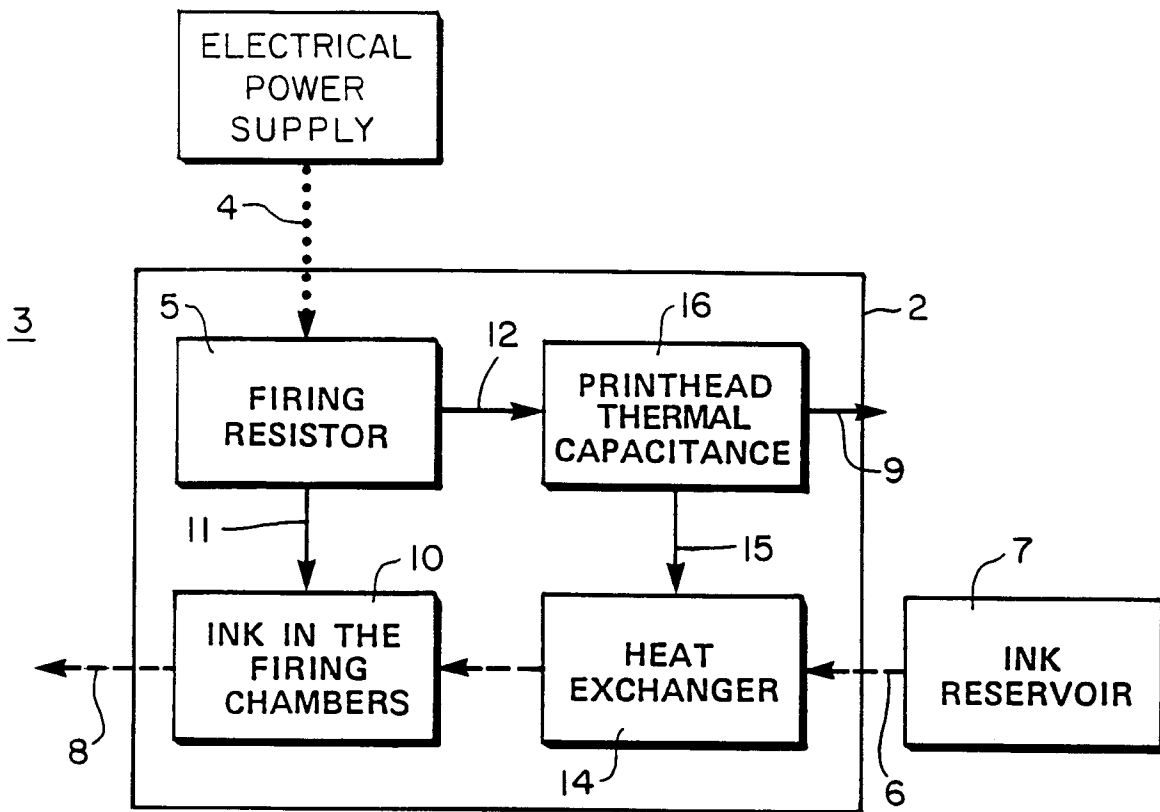 ELECTRICAL
POWER
SUPPLY
4
3
5
12
16
2
FIRING
RESISTOR
PRINTHEAD
THERMAL
CAPACITANCE
9
11
15
10
7
INK IN THE
FIRING
CHAMBERS
HEAT
EXCHANGER
INK
RESERVOIR
8
14
6